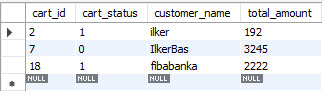 cart_id cart_status customer_name total_amount
2 1 ilker 192
7 0 IlkerBas 3245
18 1 fibabanka 2222
NULL NULL NULL NULL